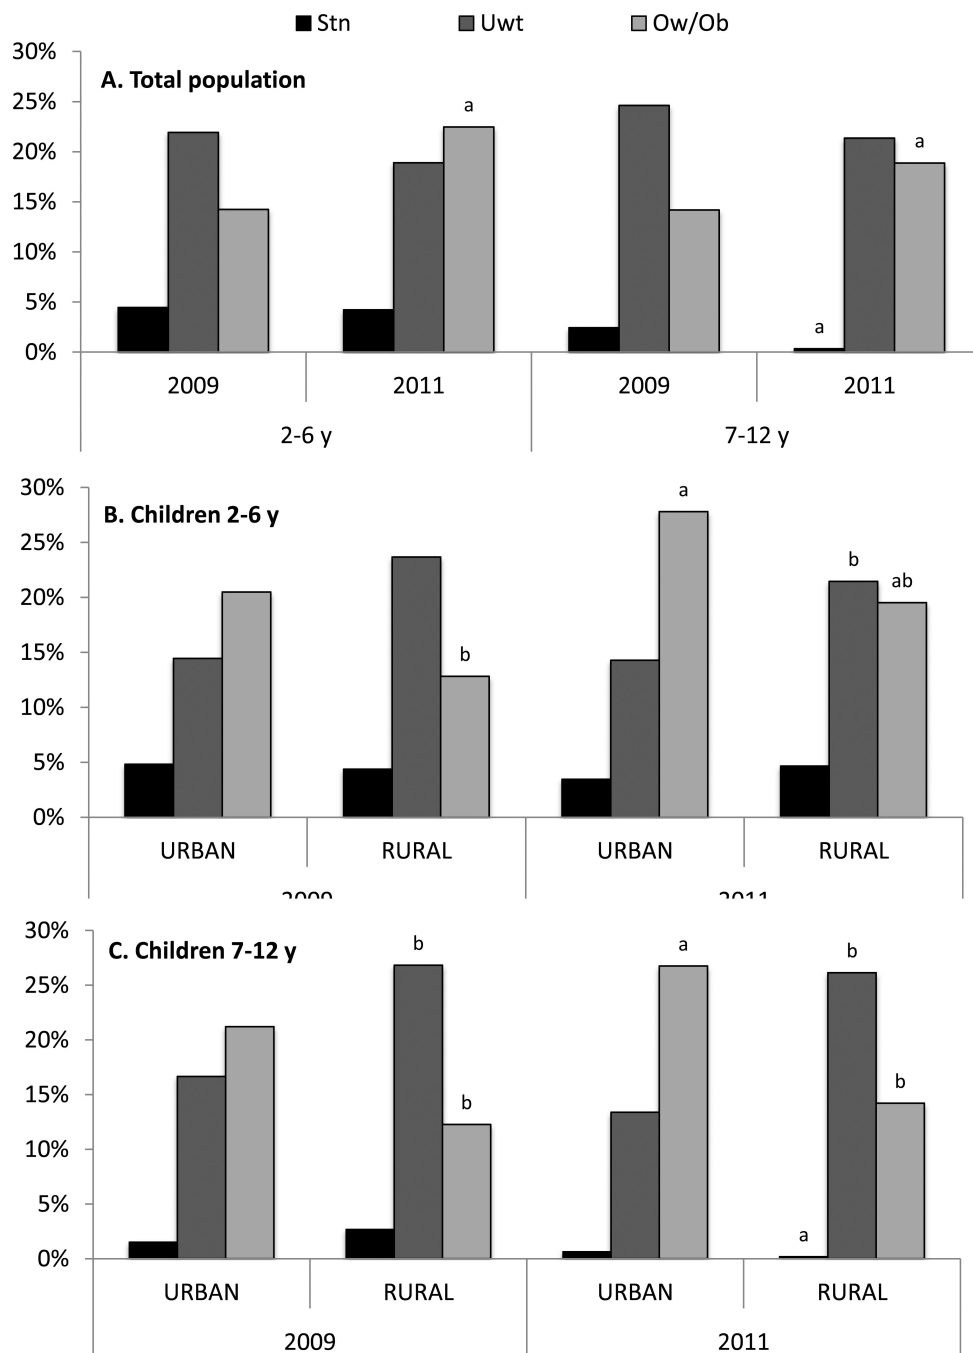 Stn Uwt Ow/Ob
30%
A. Total population
25%
a
20%
a
15%
10%
5%
a
0%
2009 2011 2009 2011
2-6 y 7-12 y
30%
a
B. Children 2-6 y
25%
b ab
20%
15%
b
10%
5%
0%
URBAN RURAL URBAN RURAL
2009 2011
30%
C. Children 7-12 y
b a b
25%
20%
15%
b b
10%
5%
a
0%
URBAN RURAL URBAN RURAL
2009 2011